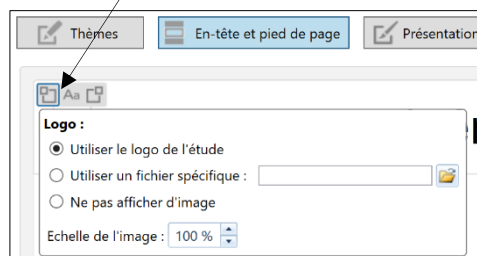 Thèmes En-tête et pied de page Présentation
Aa
Logo :
Utiliser le logo de l'étude
Utiliser un fichier spécifique :
Ne pas afficher d'image
Echelle de l'image : 100 %